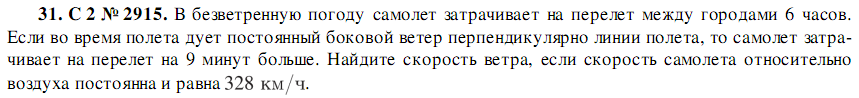 31. С 2 № 2915. В безветренную погоду самолет затрачивает на перелет между городами 6 часов.
Если во время полета дует постоянный боковой ветер перпендикулярно линии полета, то самолет затра-
чивает на перелет на 9 минут больше. Найдите скорость ветра, если скорость самолета относительно
воздуха постоянна и равна 328 км/ч.